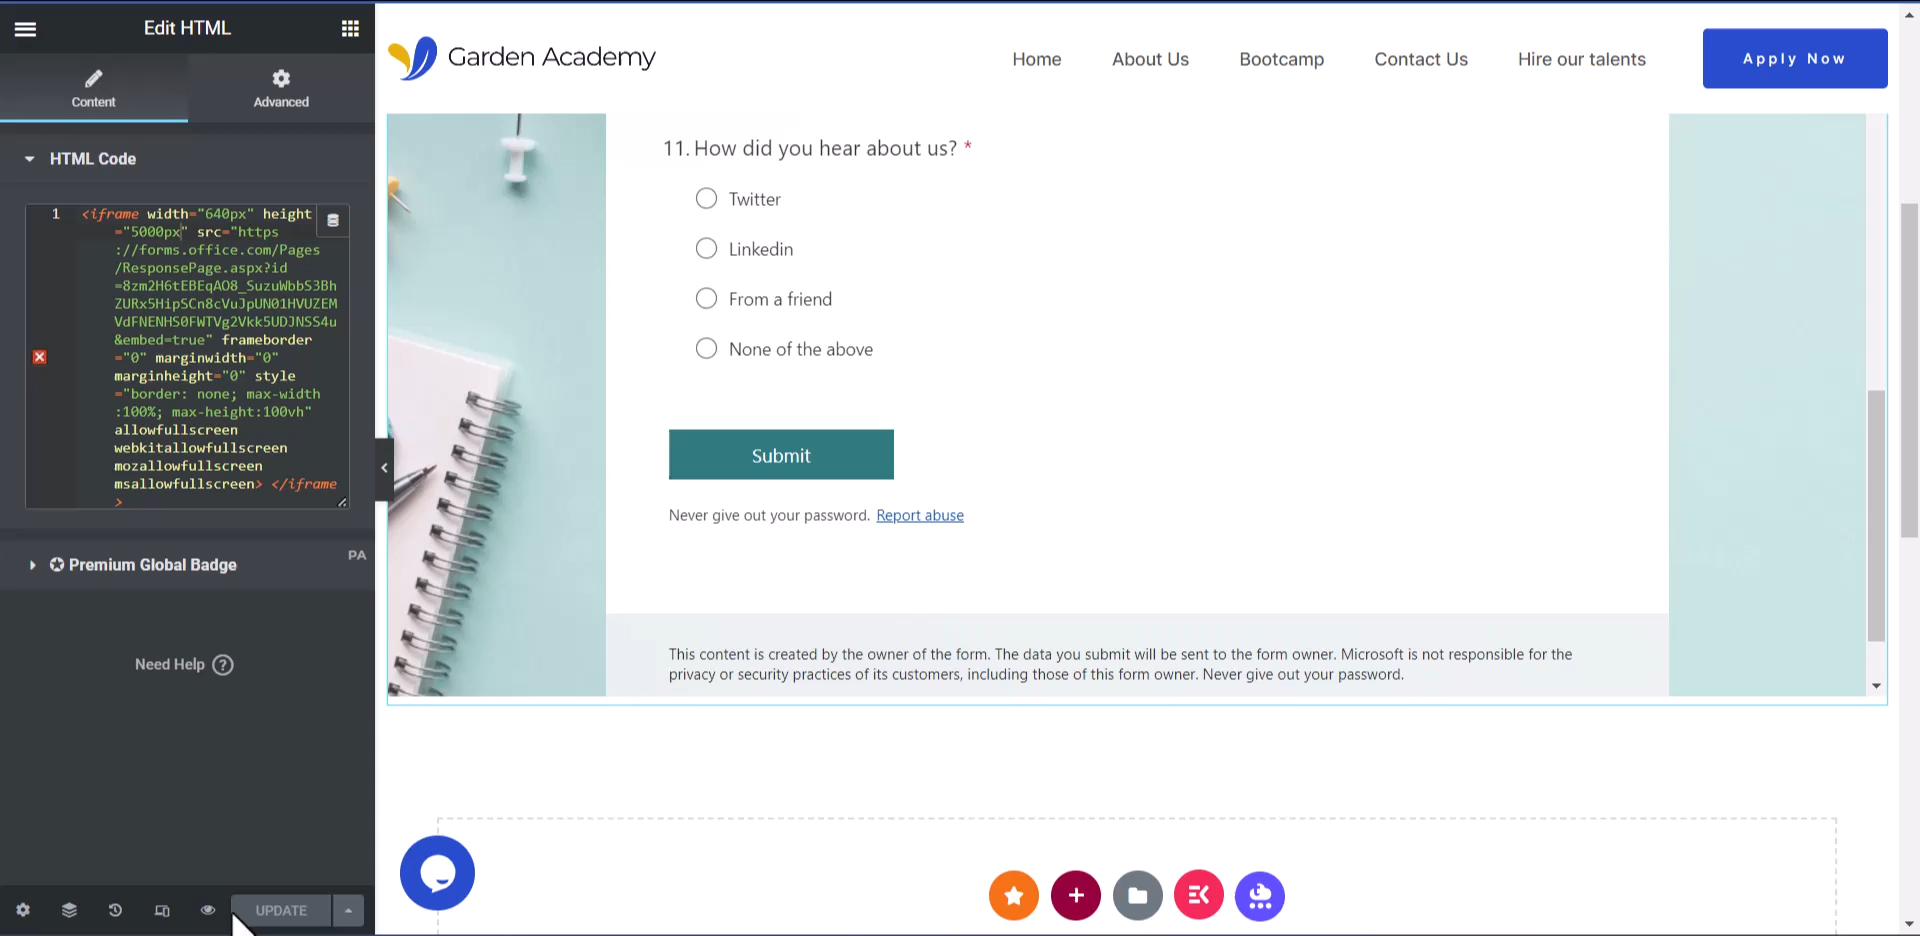 Edit HTML
Content
Advanced
HTML Code
1 <iframe width="640px" height
="5000px" src="https
://forms.office.com/Pages
/ResponsePage.aspx?id
=8zm2H6tEBEqAO8_SuzuWbbS3Bh
ZURx5HipSCn8cVuJpUN01HVUZEM
VdFNENHS0FWTVg2Vkk5UDJNSS4u
&embed=true" frameborder
="0" marginwidth="0"
marginheight="0" style
="border: none; max-width
:100%; max-height:100vh"
allowfullscreen
webkitallowfullscreen
mozallowfullscreen
msallowfullscreen> </iframe
>
Premium Global Badge
PA
Need Help ?
UPDATE
Garden Academy
Home
About Us
Bootcamp
Contact Us
Hire our talents
Apply Now
11. How did you hear about us? *
Twitter
Linkedin
From a friend
None of the above
Submit
Never give out your password. Report abuse
This content is created by the owner of the form. The data you submit will be sent to the form owner. Microsoft is not responsible for the
privacy or security practices of its customers, including those of this form owner. Never give out your password.